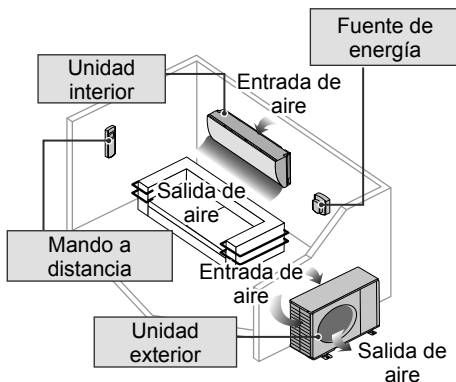 Fuente de
energía
Unidad
interior
Entrada de
aire
Salida de
aire
Mando a
distancia
Entrada de
aire
Unidad
exterior
Salida de
aire